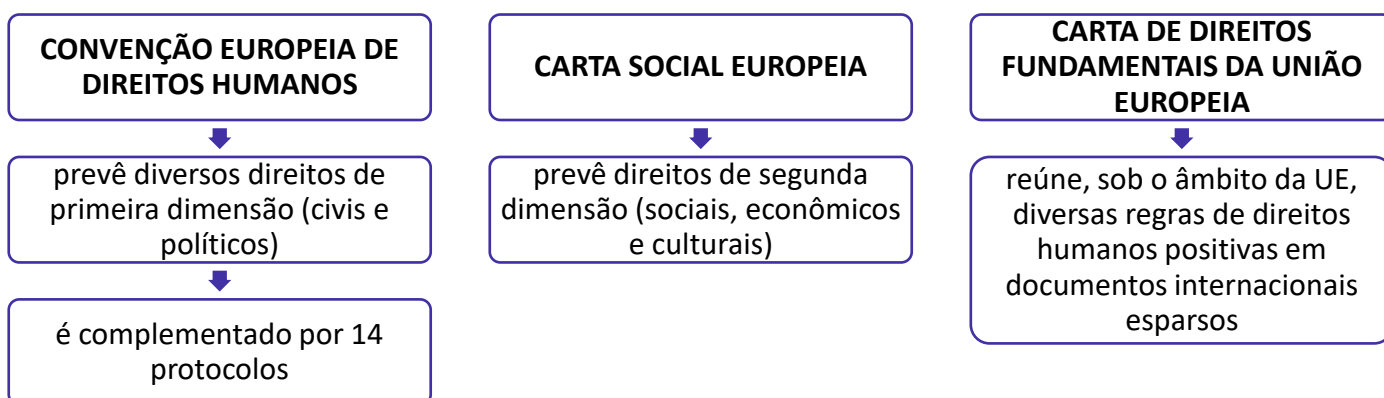 CONVENÇÃO EUROPEIA DE
DIREITOS HUMANOS
prevê diversos direitos de
primeira dimensão (civis e
políticos)
é complementado por 14
protocolos
CARTA SOCIAL EUROPEIA
prevê direitos de segunda
dimensão (sociais, econômicos
e culturais)
CARTA DE DIREITOS
FUNDAMENTAIS DA UNIÃO
EUROPEIA
reúne, sob o âmbito da UE,
diversas regras de direitos
humanos positivas em
documentos internacionais
esparsos